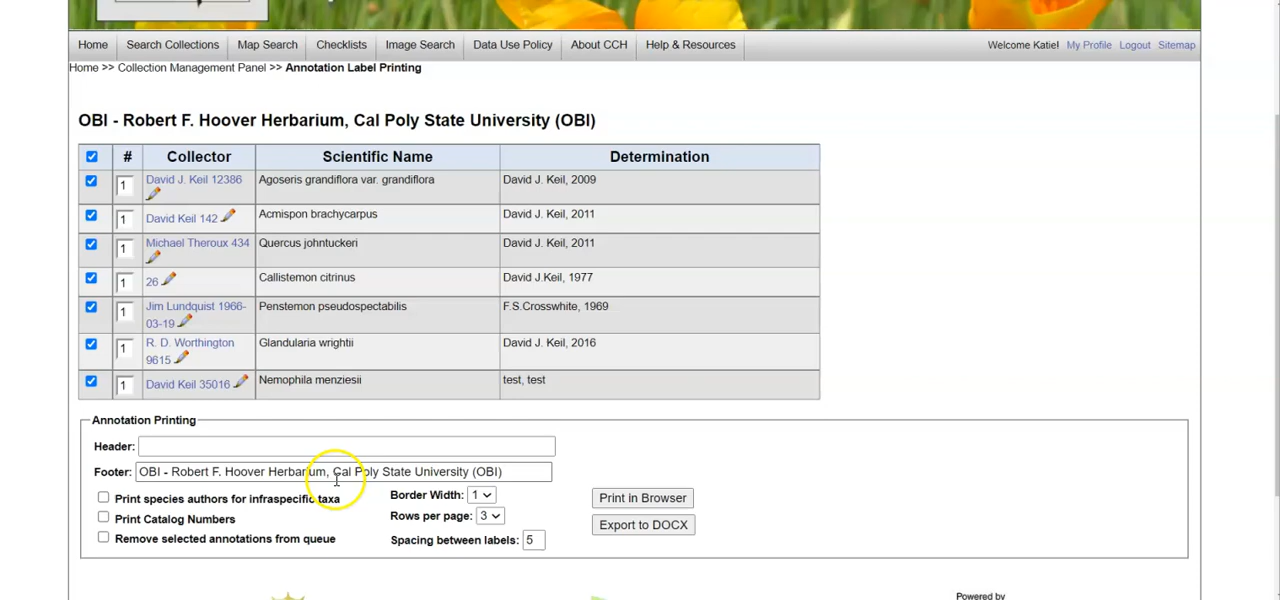 Home Search Collections Map Search Checklists Image Search Data Use Policy About CCH Help & Resources Welcome Katie! My Profile Logout Sitemap
Home >> Collection Management Panel >> Annotation Label Printing
OBI - Robert F. Hoover Herbarium, Cal Poly State University (OBI)
# Collector Scientific Name Determination
1 David J. Keil 12386 Agoseris grandiflora var. grandiflora David J. Keil, 2009
1 David Keil 142 Acmispon brachycarpus David J. Keil, 2011
1 Michael Theroux 434 Quercus johntuckeri David J. Keil, 2011
1 26 Callistemon citrinus David J.Keil, 1977
1 Jim Lundquist 1966- Penstemon pseudospectabilis F.S.Crosswhite, 1969
03-19
1 R. D. Worthington Glandularia wrightii David J. Keil, 2016
9615
1 David Keil 35016 Nemophila menziesii test, test
Annotation Printing
Header:
Footer: OBI - Robert F. Hoover Herbarium, Cal Poly State University (OBI)
Print species authors for infraspecific taxa Border Width: 1 Print in Browser
Print Catalog Numbers Rows per page: 3 Export to DOCX
Remove selected annotations from queue Spacing between labels: 5
Powered by